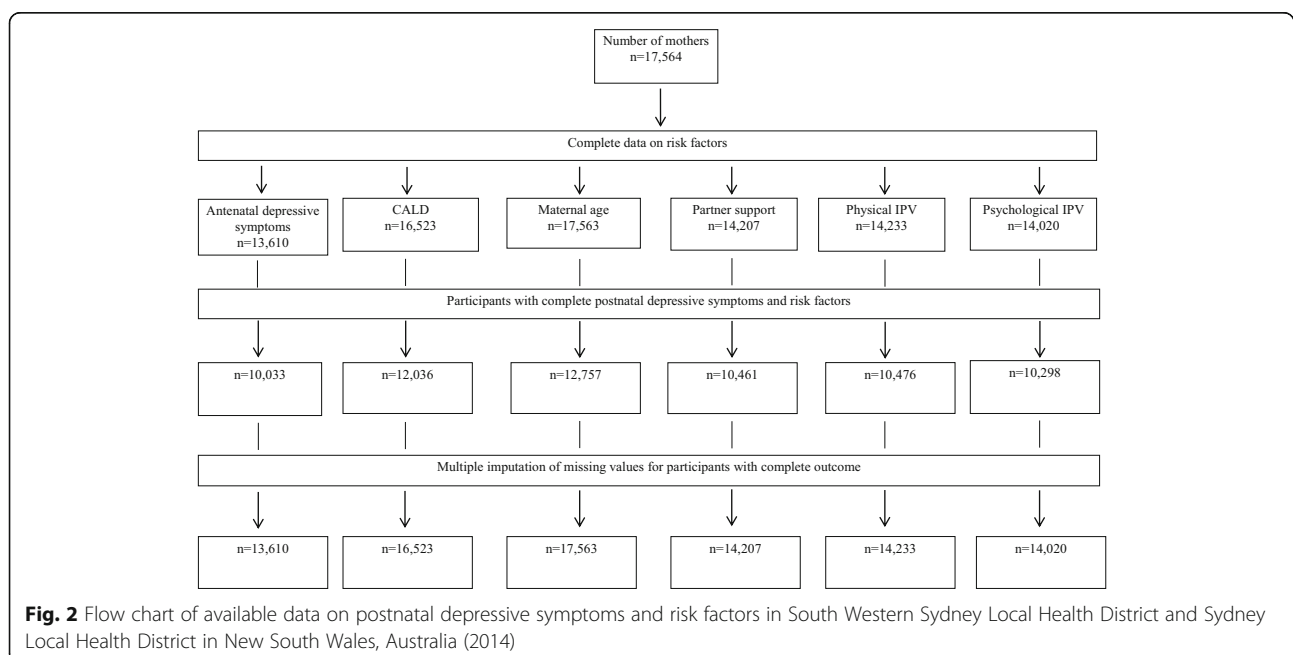 Number of mothers
n=17,564
Complete data on risk factors
Antenatal depressive
symptoms
n=13,610
CALD
n=16,523
Maternal age
n=17,563
Partner support
n=14,207
Physical IPV
n=14,233
Psychological IPV
n=14,020
Participants with complete postnatal depressive symptoms and risk factors
n=10,033
n=12,036
n=12,757
n=10,461
n=10,476
n=10,298
Multiple imputation of missing values for participants with complete outcome
n=13,610
n=16,523
n=17,563
n=14,207
n=14,233
n=14,020
Fig. 2 Flow chart of available data on postnatal depressive symptoms and risk factors in South Western Sydney Local Health District and Sydney
Local Health District in New South Wales, Australia (2014)